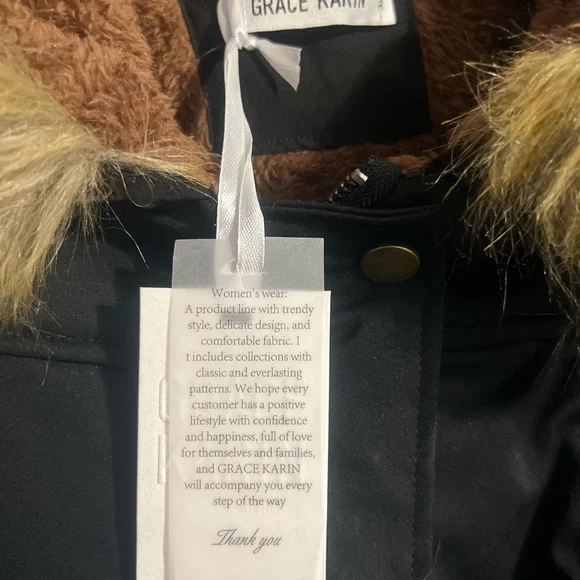 GRACE KARIN
Women's wear:
A product line with trendy
style, delicate design, and
comfortable fabric. I
t includes collections with
classic and everlasting
patterns. We hope every
customer has a positive
lifestyle with confidence
and happiness, full of love
for themselves and families,
and GRACE KARIN
will accompany you every
step of the way
Thank you